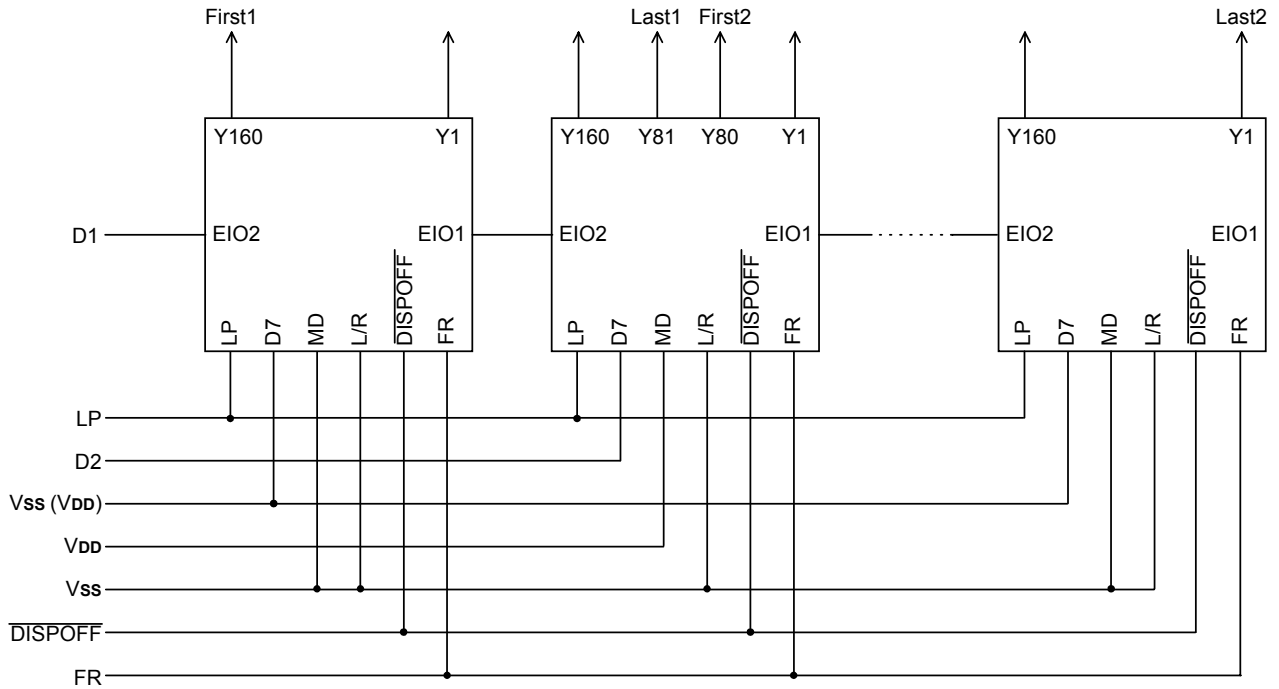 First1
Last1
First2
Last2
Y160
Y1
Y160
Y81
Y80
Y1
Y160
Y1
D1
EIO2
EIO1
EIO2
EIO1
EIO2
EIO1
LP
D7
MD
L/R
DISPOFF
FR
LP
D7
MD
L/R
DISPOFF
FR
LP
D7
MD
L/R
DISPOFF
FR
LP
D2
VSS (VDD)
VDD
VSS
DISPOFF
FR